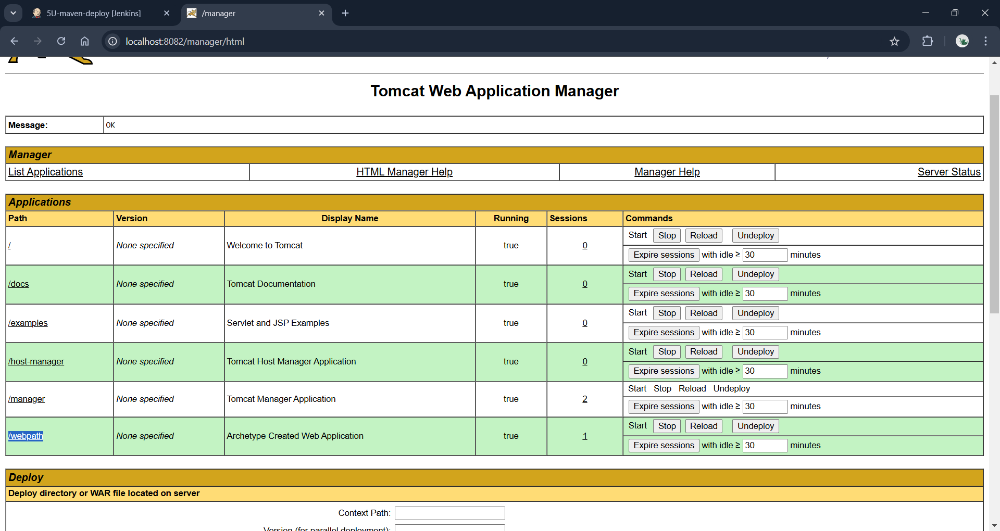 5U-maven-deploy [Jenkins]
/manager
localhost:8082/manager/html
Tomcat Web Application Manager
Message: OK
Manager
List Applications HTML Manager Help Manager Help Server Status
Applications
Path Version Display Name Running Sessions Commands
/ None specified Welcome to Tomcat true 0 Start Stop Reload Undeploy
Expire sessions with idle ≥ 30 minutes
/docs None specified Tomcat Documentation true 0 Start Stop Reload Undeploy
Expire sessions with idle ≥ 30 minutes
/examples None specified Servlet and JSP Examples true 0 Start Stop Reload Undeploy
Expire sessions with idle ≥ 30 minutes
/host-manager None specified Tomcat Host Manager Application true 0 Start Stop Reload Undeploy
Expire sessions with idle ≥ 30 minutes
/manager None specified Tomcat Manager Application true 2 Start Stop Reload Undeploy
Expire sessions with idle ≥ 30 minutes
/webpath None specified Archetype Created Web Application true 1 Start Stop Reload Undeploy
Expire sessions with idle ≥ 30 minutes
Deploy
Deploy directory or WAR file located on server
Context Path:
Version (for parallel deployment):